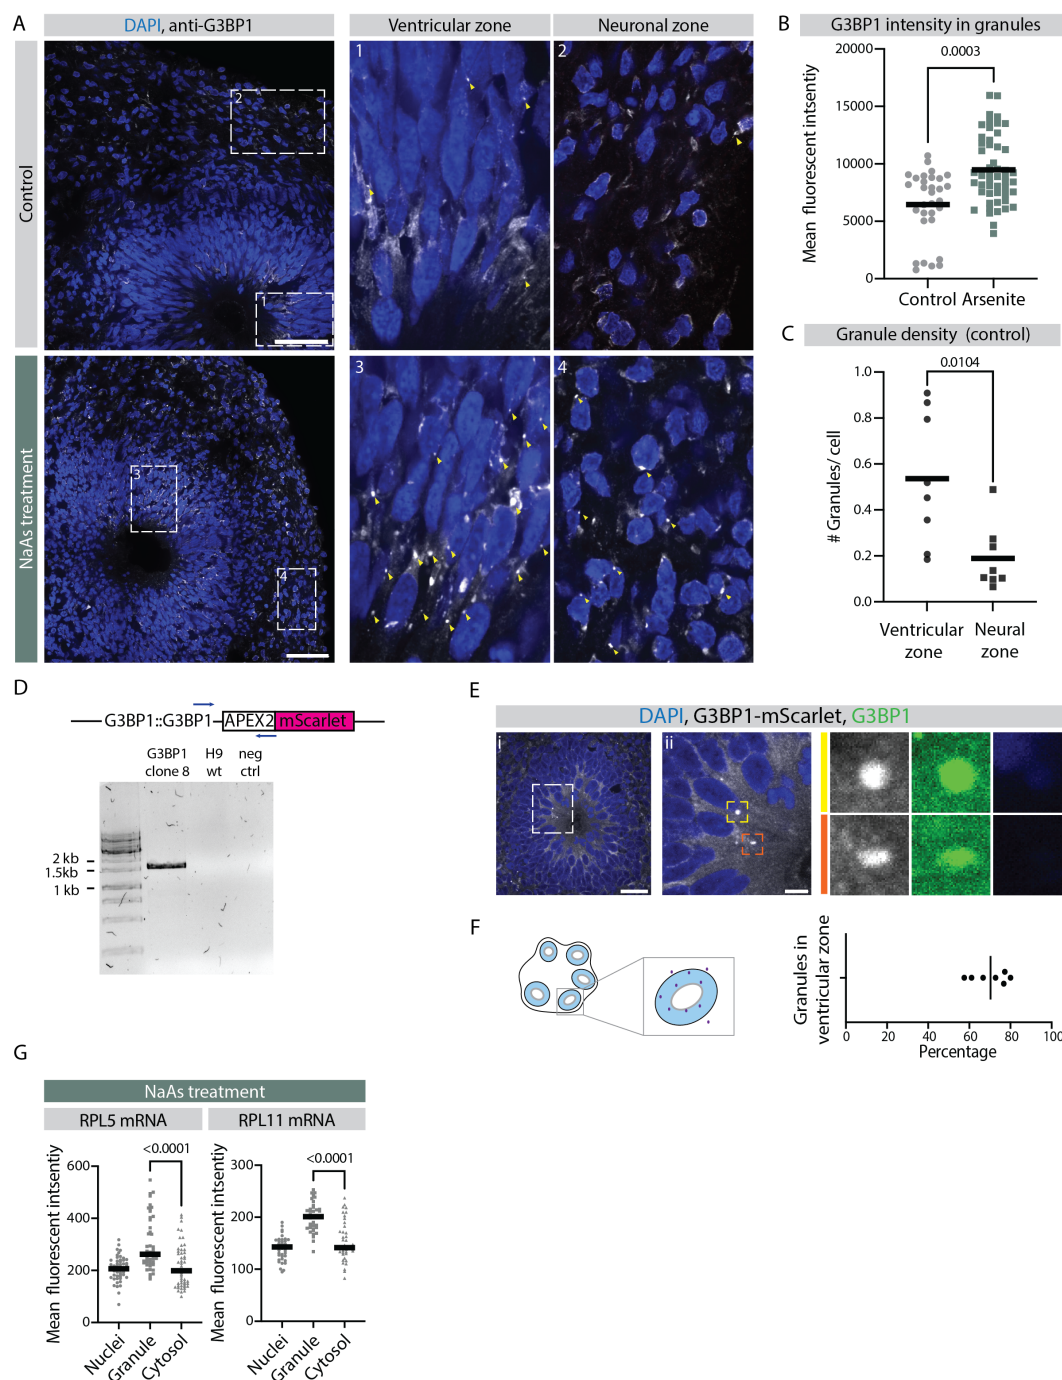 A
DAPI, anti-G3BP1
Ventricular zone
Neuronal zone
Control
NaAs treatment
2
1
1
2
3
4
3
4
B
G3BP1 intensity in granules
0.0003
Mean fluorescent intsentiy
20000
15000
10000
5000
0
Control Arsenite
C
Granule density (control)
0.0104
# Granules/ cell
1.0
0.8
0.6
0.4
0.2
0.0
Ventricular Neural
zone zone
D
G3BP1::G3BP1 APEX2 mScarlet
G3BP1 H9 neg
clone 8 wt ctrl
2 kb
1.5kb
1 kb
E
DAPI, G3BP1-mScarlet, G3BP1
i
ii
F
Granules in
ventricular zone
0 20 40 60 80 100
Percentage
G
NaAs treatment
RPL5 mRNA
RPL11 mRNA
Mean fluorescent intsentiy
<0.0001
600
400
200
0
Nuclei
Granule
Cytosol
Mean fluorescent intsentiy
<0.0001
300
200
100
0
Nuclei
Granule
Cytosol